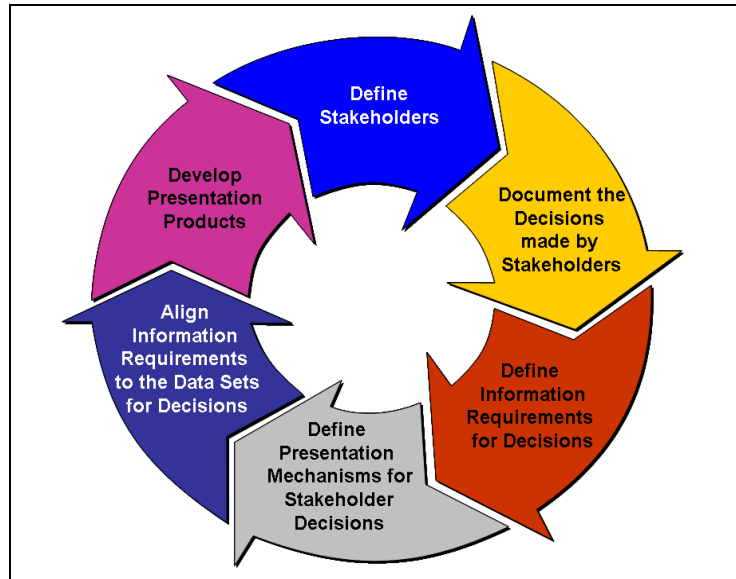 Define
Stakeholders
Document the
Decisions
made by
Stakeholders
Define
Information
Requirements
for Decisions
Define
Presentation
Mechanisms for
Stakeholder
Decisions
Align
Information
Requirements
to the Data Sets
for Decisions
Develop
Presentation
Products